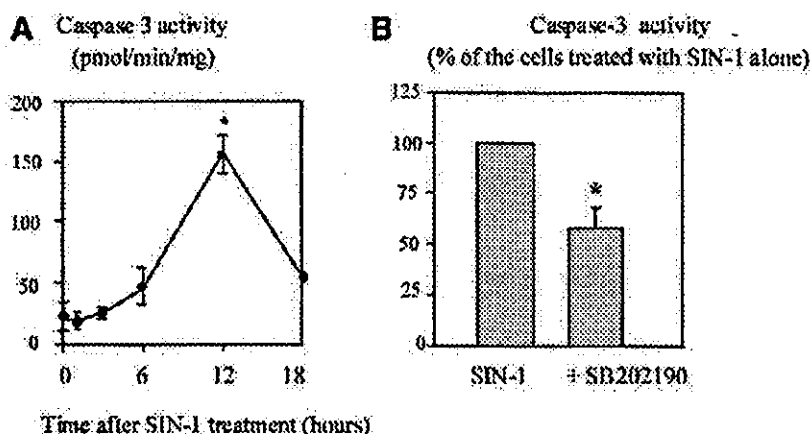 A Caspase 3 activity
(pmol/min/mg)
200
150
100
50
0
0 6 12 18
*
Time after SIN-1 treatment (hours)
B Caspase-3 activity
(% of the cells treated with SIN-1 alone)
125
100
75
50
25
0
*
SIN-1 +SB202190